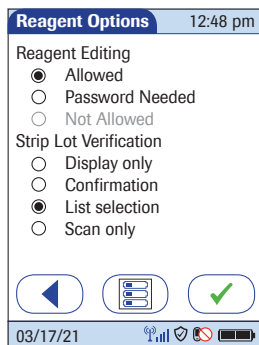 Reagent Options 12:48 pm
Reagent Editing
Allowed
Password Needed
Not Allowed
Strip Lot Verification
Display only
Confirmation
List selection
Scan only
03/17/21